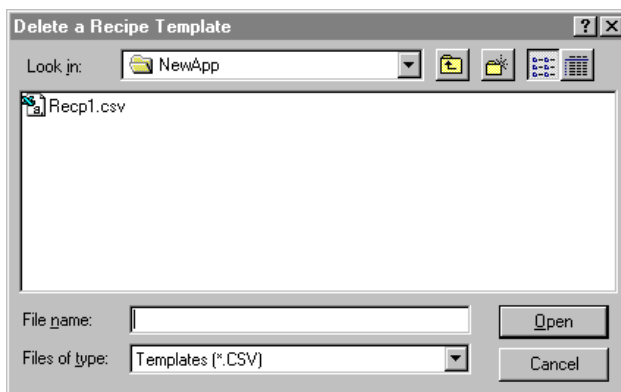 Delete a Recipe Template
Look in: NewApp
Recp1.csv
File name: Open
Files of type: Templates (*.CSV) Cancel